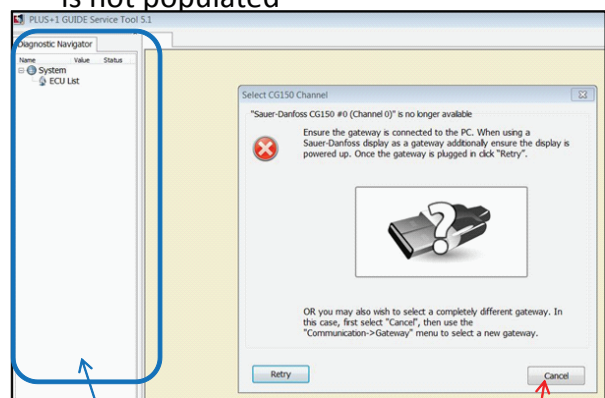 is not populated
PLUS+1 GUIDE Service Tool 5.1
Diagnostic Navigator
Name Value Status
System
ECU List
Select CG150 Channel
"Sauer-Danfoss CG150 #0 (Channel 0)" is no longer available
Ensure the gateway is connected to the PC. When using a
Sauer-Danfoss display as a gateway additionally ensure the display is
powered up. Once the gateway is plugged in click "Retry".
?
OR you may also wish to select a completely different gateway. In
this case, first select "Cancel", then use the
"Communication->Gateway" menu to select a new gateway.
Retry
Cancel